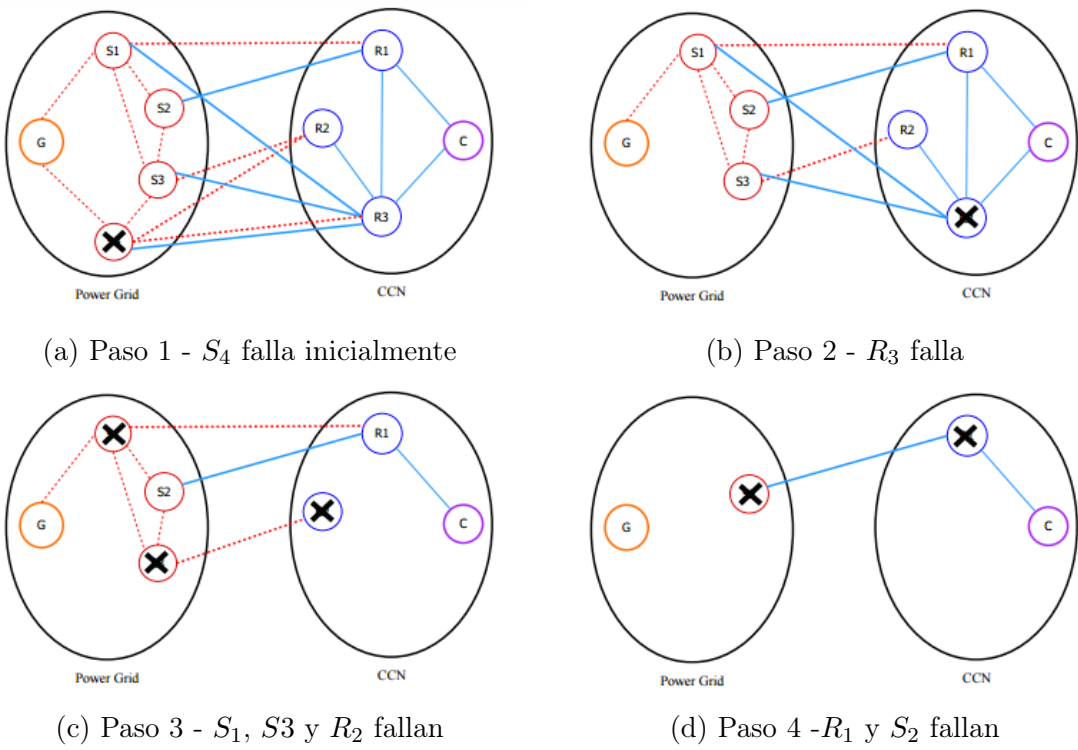 S1
R1
S2
R2
G
C
S3
R3
Power Grid
CCN
(a) Paso 1 - S4 falla inicialmente
S1
R1
S2
R2
G
C
S3
Power Grid
CCN
(b) Paso 2 - R3 falla
R1
S2
G
C
Power Grid
CCN
(c) Paso 3 - S1, S3 y R2 fallan
G
C
Power Grid
CCN
(d) Paso 4 -R1 y S2 fallan